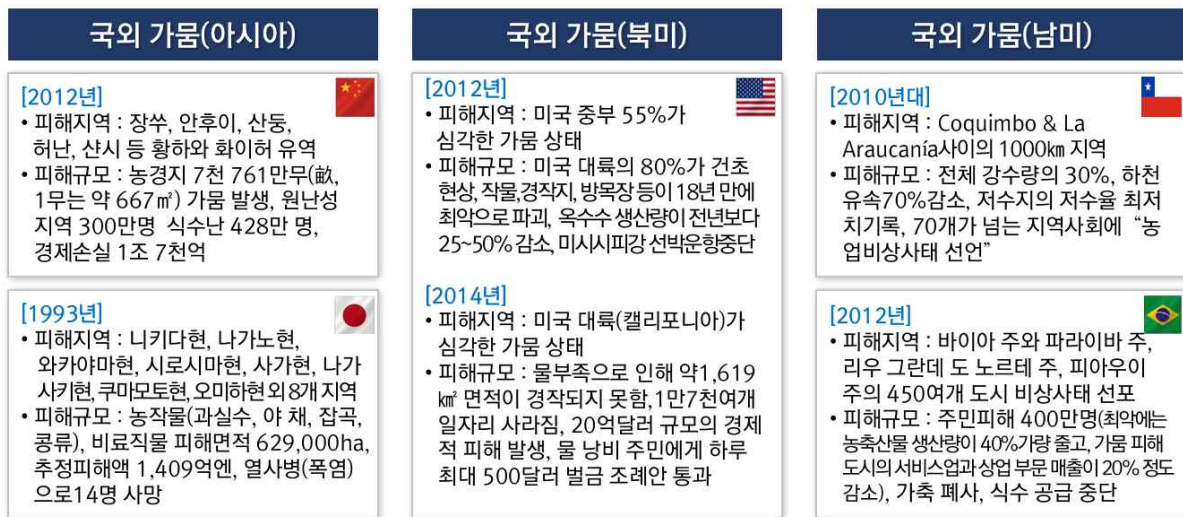 국외 가뭄(아시아)
[2012년]
• 피해지역 : 장쑤, 안후이, 산둥,
허난, 샨시 등 황하와 화이허 유역
• 피해규모 : 농경지 7천 761만무(畝,
1무는 약 667㎡) 가뭄 발생, 원난성
지역 300만명 식수난 428만 명,
경제손실 1조 7천억
[1993년]
• 피해지역 : 니키다현, 나가노현,
와카야마현, 시로시마현, 사가현, 나가
사키현, 쿠마모토현, 오미하현 외 8개 지역
• 피해규모 : 농작물(과실수, 야 채, 잡곡,
콩류), 비료직물 피해면적 629,000ha,
추정피해액 1,409억엔, 열사병(폭염)
으로14명 사망
국외 가뭄(북미)
[2012년]
• 피해지역 : 미국 중부 55%가
심각한 가뭄 상태
• 피해규모 : 미국 대륙의 80%가 건초
현상, 작물,경작지, 방목장 등이 18년 만에
최악으로 파괴, 옥수수 생산량이 전년보다
25~50% 감소, 미시시피강 선박운항중단
[2014년]
• 피해지역 : 미국 대륙(캘리포니아)가
심각한 가뭄 상태
• 피해규모 : 물부족으로 인해 약1,619
㎢ 면적이 경작되지 못함,1만7천여개
일자리 사라짐, 20억달러 규모의 경제
적 피해 발생, 물 낭비 주민에게 하루
최대 500달러 벌금 조례안 통과
국외 가뭄(남미)
[2010년대]
• 피해지역 : Coquimbo & La
Araucanía사이의 1000㎞ 지역
• 피해규모 : 전체 강수량의 30%, 하천
유속70%감소, 저수지의 저수율 최저
치기록, 70개가 넘는 지역사회에 “농
업비상사태 선언”
[2012년]
• 피해지역 : 바이아 주와 파라이바 주,
리우 그란데 도 노르테 주, 피아우이
주의 450여개 도시 비상사태 선포
• 피해규모 : 주민피해 400만명(최악에는
농축산물 생산량이 40%가량 줄고, 가뭄 피해
도시의 서비스업과 상업 부문 매출이 20% 정도
감소), 가축 폐사, 식수 공급 중단